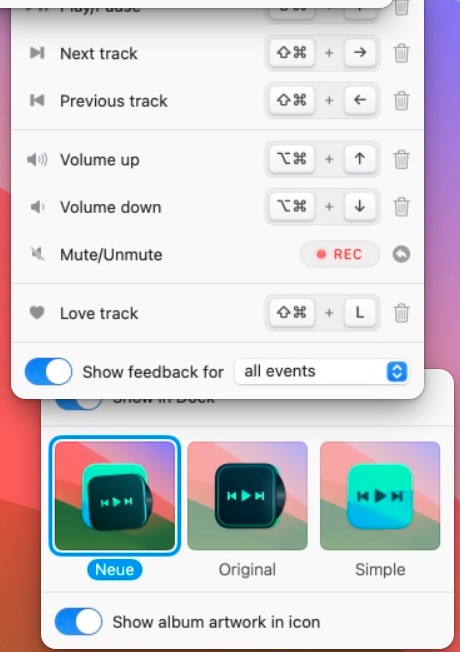 Play/Pause
Next track ⇧⌘ + →
Previous track ⇧⌘ + ←
Volume up ⌥⌘ + ↑
Volume down ⌥⌘ + ↓
Mute/Unmute REC
Love track ⇧⌘ + L
Show feedback for all events
Show in Dock
Neue Original Simple
Show album artwork in icon